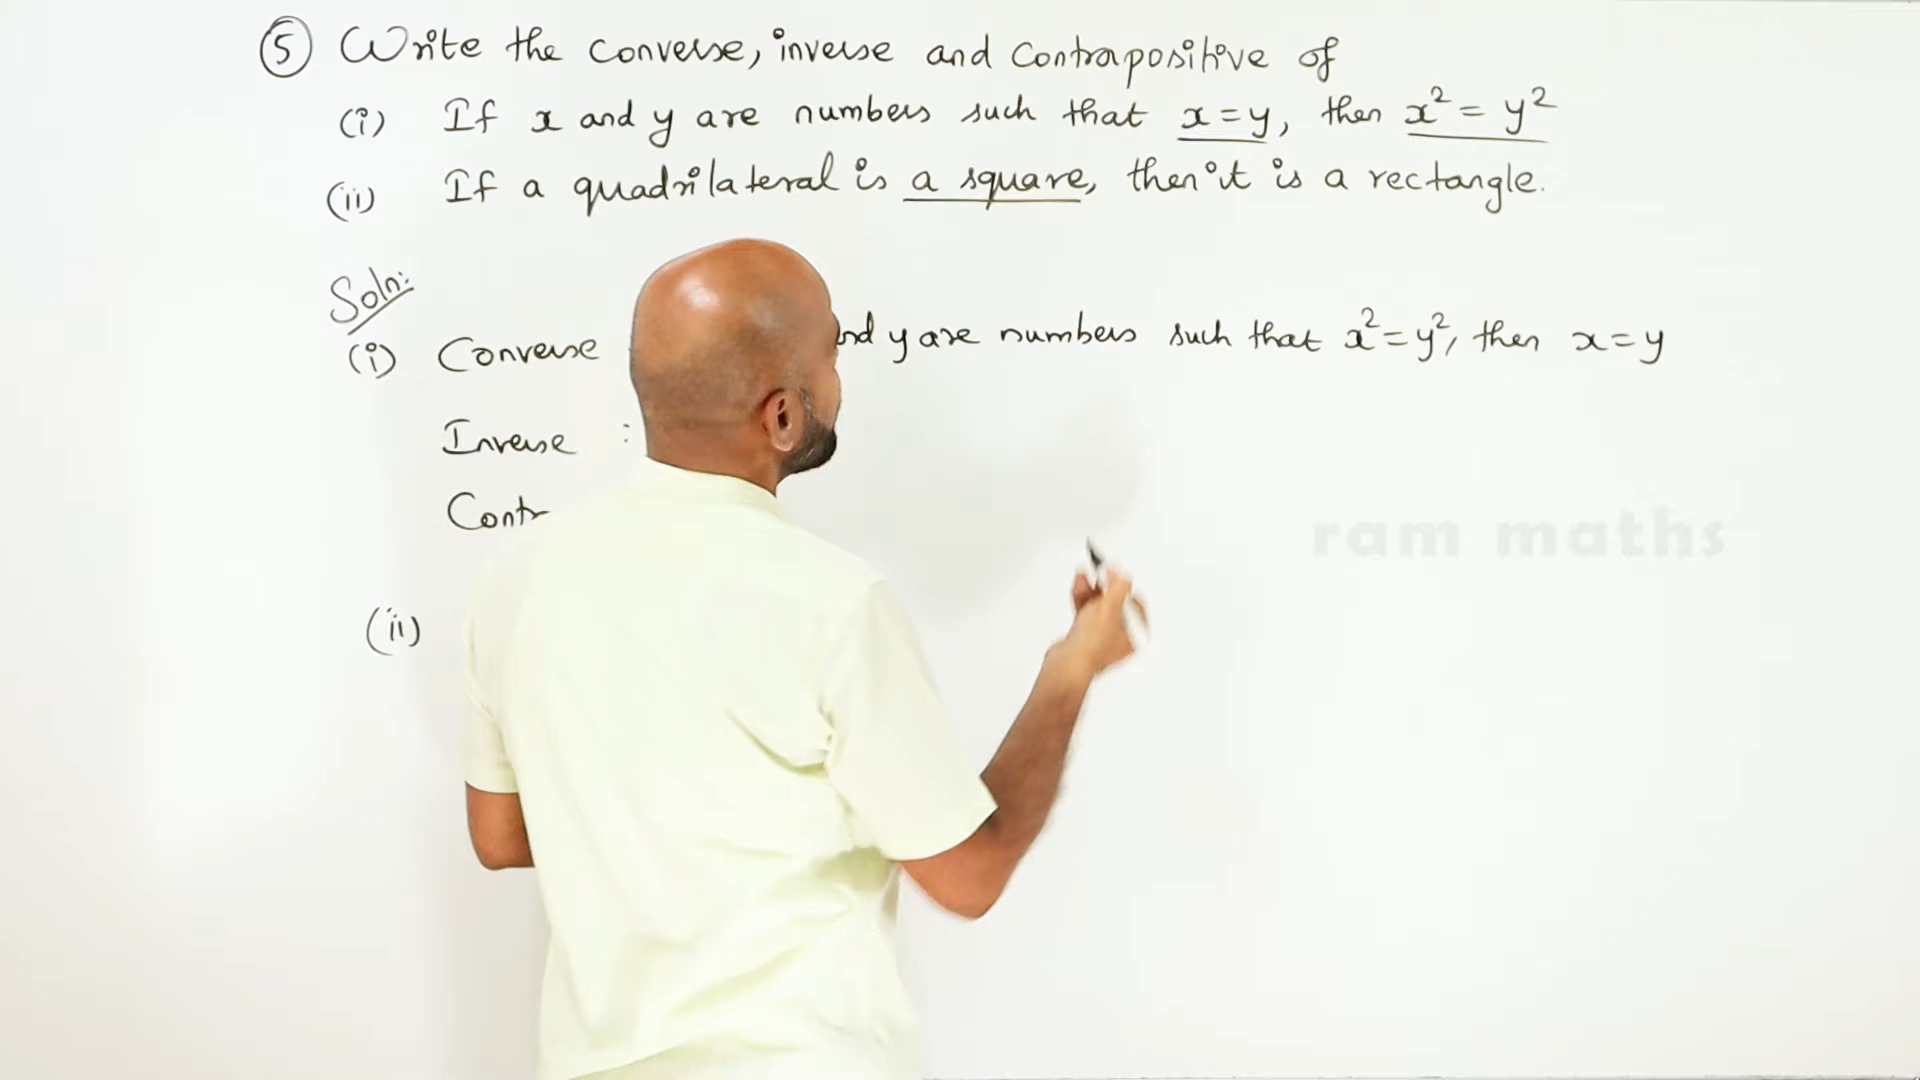 5 Write the converse, inverse and contrapositive of
(i) If x and y are numbers such that x = y, then x² = y²
(ii) If a quadrilateral is a square, then it is a rectangle.
Soln:
(i) Converse and y are numbers such that x² = y², then x = y
Inverse :
ram maths
(ii)